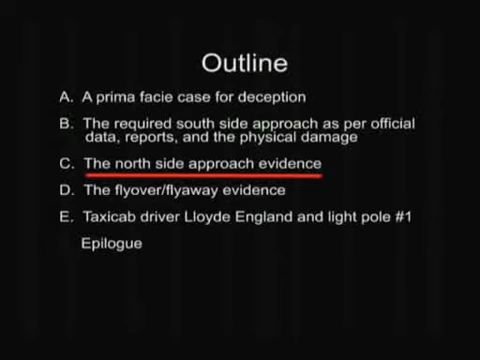 Outline
A. A prima facie case for deception
B. The required south side approach as per official
data, reports, and the physical damage
C. The north side approach evidence
D. The flyover/flyaway evidence
E. Taxicab driver Lloyde England and light pole #1
Epilogue